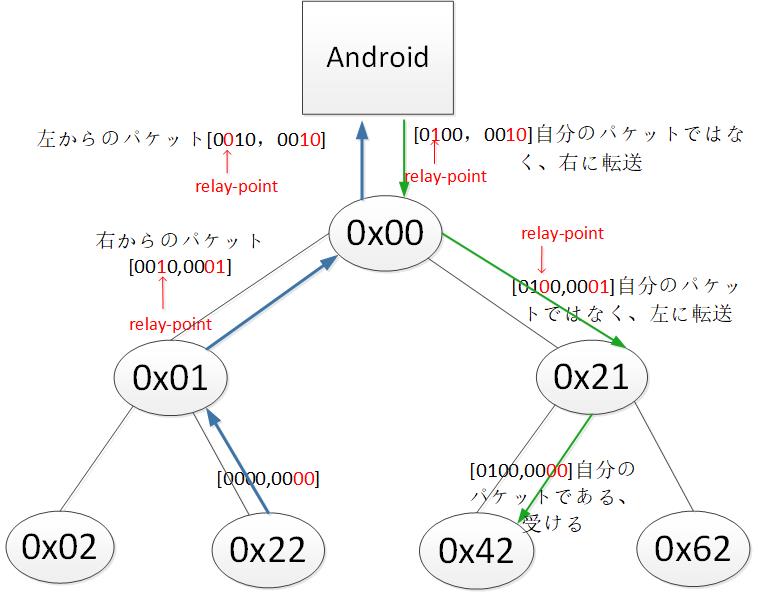 Android
左からのパケット[0010，0010]
relay-point
[0100，0010]自分のパケットではな
く、右に転送
relay-point
0x00
右からのパケット
[0010,0001]
relay-point
relay-point
[0100,0001]自分のパケッ
トではなく、左に転送
0x01
0x21
[0000,0000]
[0100,0000]自分の
パケットである、
受ける
0x02
0x22
0x42
0x62